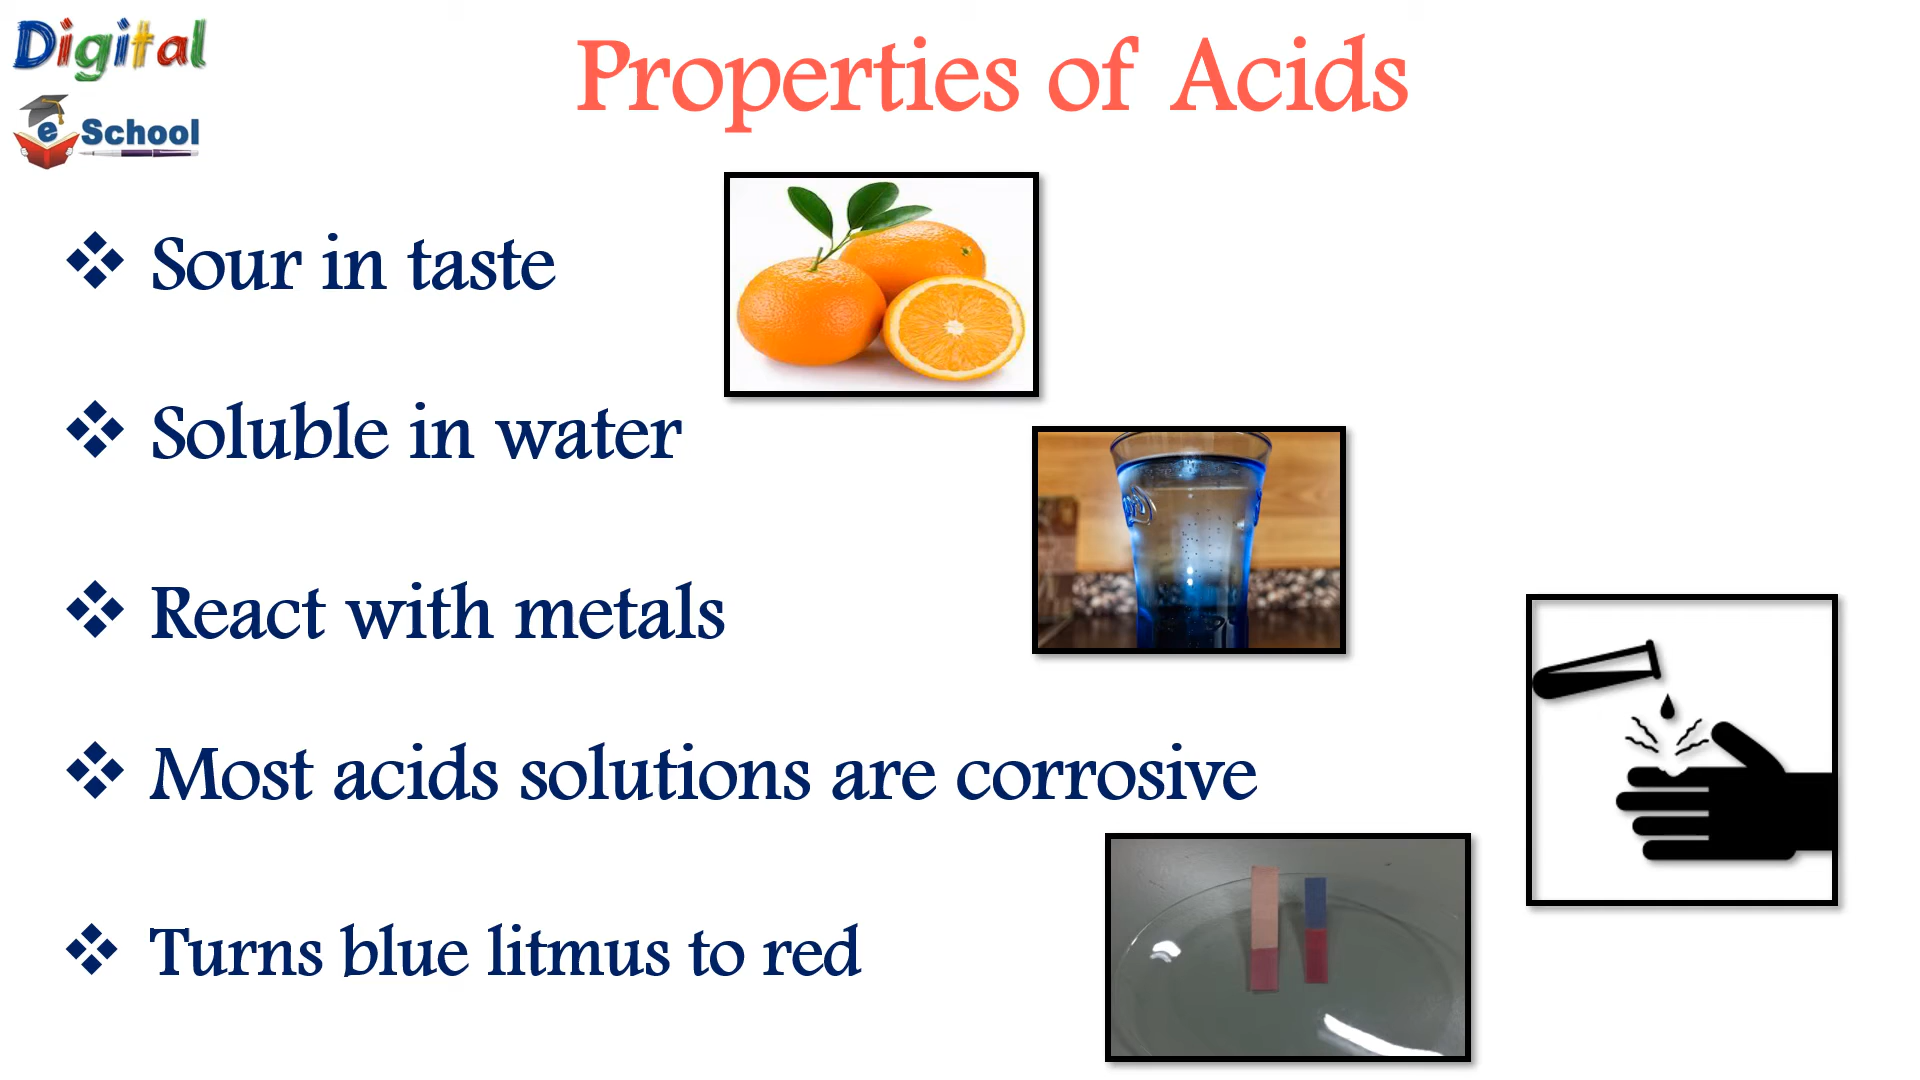 Digital
e School
Properties of Acids
❖ Sour in taste
❖ Soluble in water
❖ React with metals
❖ Most acids solutions are corrosive
❖ Turns blue litmus to red